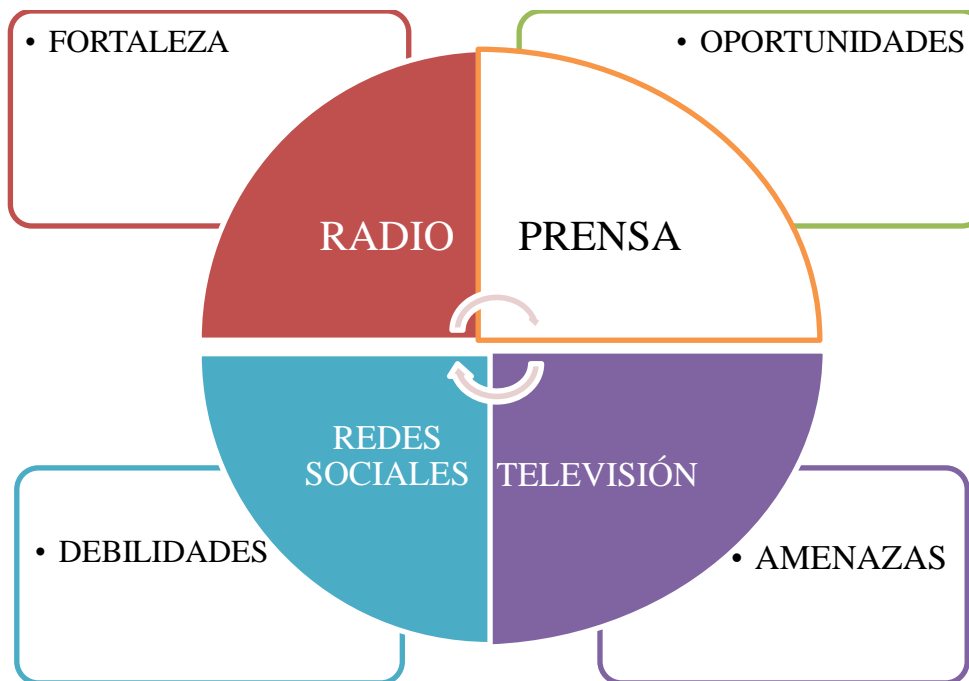 • FORTALEZA
• OPORTUNIDADES
RADIO
PRENSA
REDES
SOCIALES
TELEVISIÓN
• DEBILIDADES
• AMENAZAS